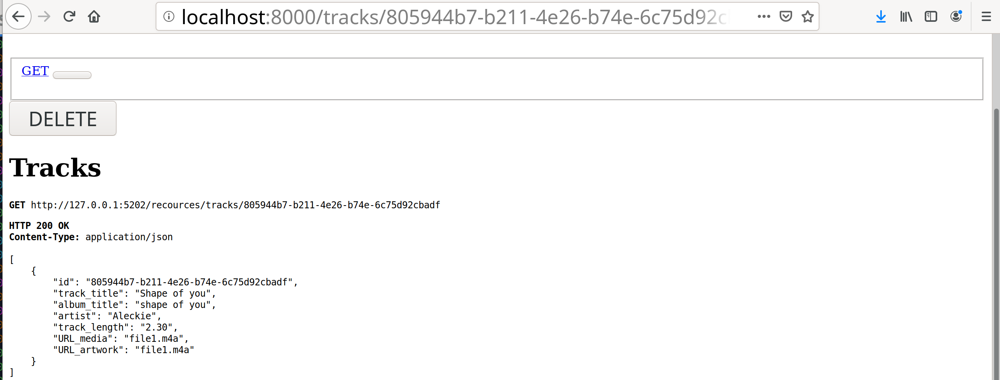 localhost:8000/tracks/805944b7-b211-4e26-b74e-6c75d92c
GET
DELETE
Tracks
GET http://127.0.0.1:5202/recources/tracks/805944b7-b211-4e26-b74e-6c75d92cbadf
HTTP 200 OK
Content-Type: application/json
[
    {
        "id": "805944b7-b211-4e26-b74e-6c75d92cbadf",
        "track_title": "Shape of you",
        "album_title": "shape of you",
        "artist": "Aleckie",
        "track_length": "2.30",
        "URL_media": "file1.m4a",
        "URL_artwork": "file1.m4a"
    }
]